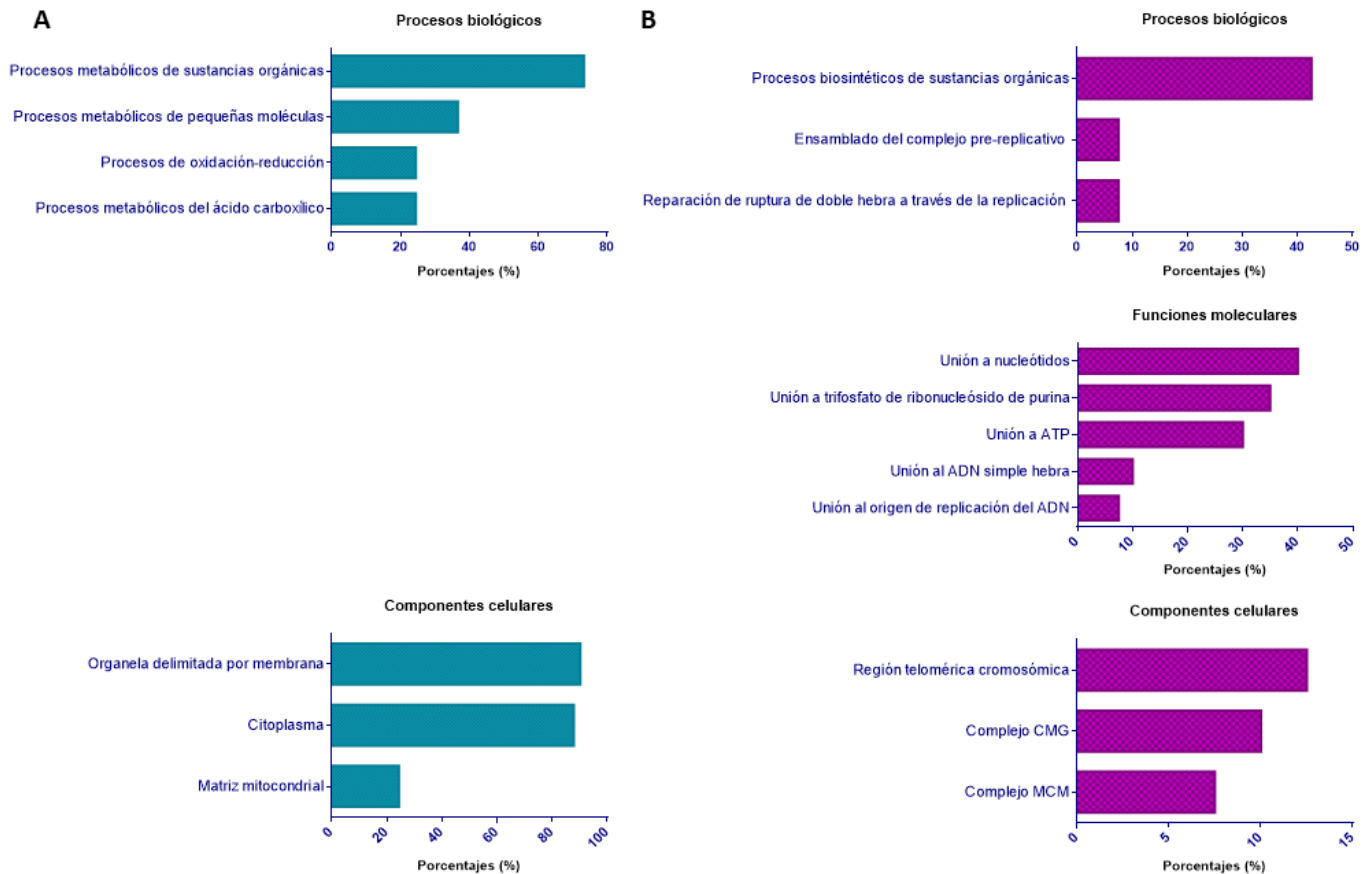 A
Procesos biológicos
Procesos metabólicos de sustancias orgánicas
Procesos metabólicos de pequeñas moléculas
Procesos de oxidación-reducción
Procesos metabólicos del ácido carboxílico
0 20 40 60 80
Porcentajes (%)
Componentes celulares
Organela delimitada por membrana
Citoplasma
Matriz mitocondrial
0 20 40 60 80 100
Porcentajes (%)
B
Procesos biológicos
Procesos biosintéticos de sustancias orgánicas
Ensamblado del complejo pre-replicativo
Reparación de ruptura de doble hebra a través de la replicación
0 10 20 30 40 50
Porcentajes (%)
Funciones moleculares
Unión a nucleótidos
Unión a trifosfato de ribonucleósido de purina
Unión a ATP
Unión al ADN simple hebra
Unión al origen de replicación del ADN
0 10 20 30 40 50
Porcentajes (%)
Componentes celulares
Región telomérica cromosómica
Complejo CMG
Complejo MCM
0 5 10 15
Porcentajes (%)